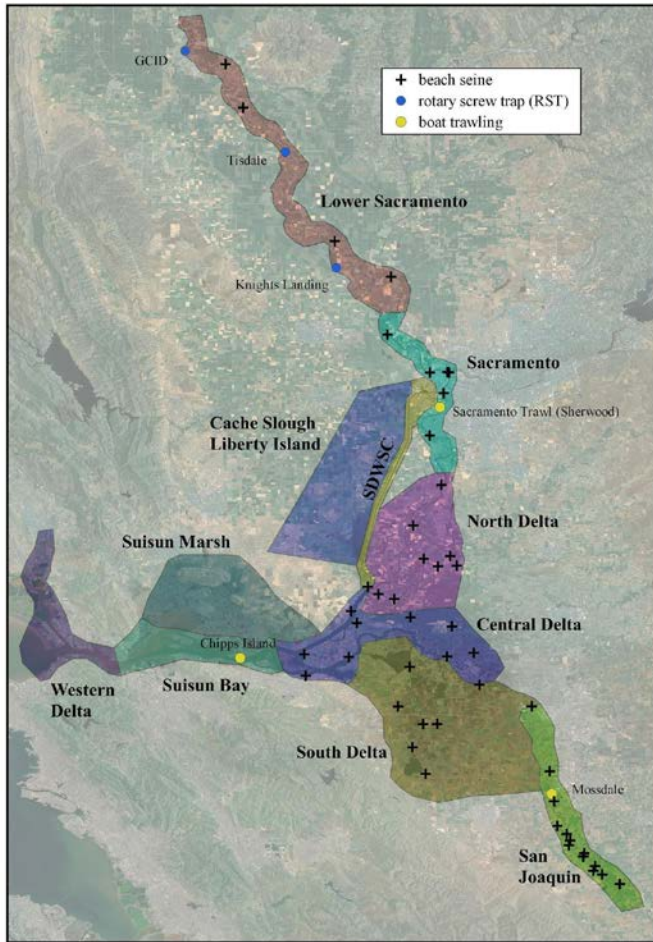 GCID
beach seine
rotary screw trap (RST)
boat trawling
Tisdale
Lower Sacramento
Knights Landing
Sacramento
Cache Slough
Liberty Island
Sacramento Trawl (Sherwood)
SDWSC
North Delta
Suisun Marsh
Central Delta
Chipps Island
Western
Delta
Suisun Bay
South Delta
Mossdale
San
Joaquin